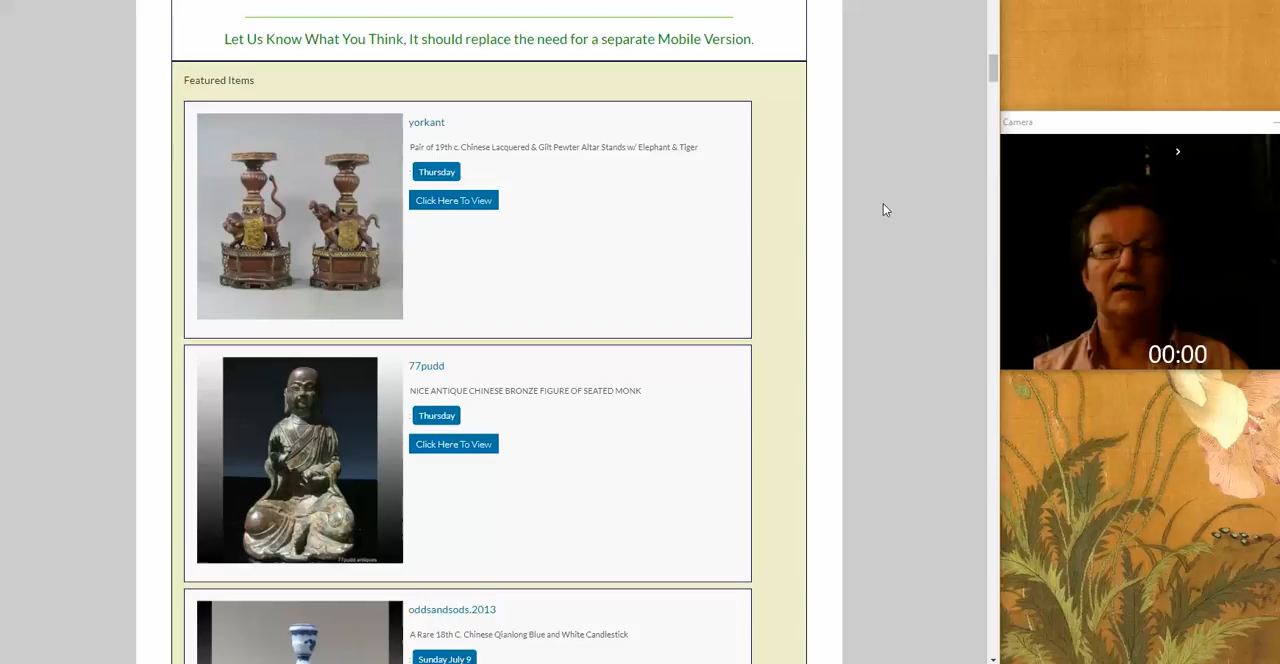 Let Us Know What You Think, It should replace the need for a separate Mobile Version.
Featured Items
yorkant
Pair of 19th c. Chinese Lacquered & Gilt Pewter Altar Stands w/ Elephant & Tiger
: Thursday
Click Here To View
77pudd
NICE ANTIQUE CHINESE BRONZE FIGURE OF SEATED MONK
: Thursday
Click Here To View
77pudd antiques
oddsandsods.2013
A Rare 18th C. Chinese Qianlong Blue and White Candlestick
: Sunday July 9
Camera
00:00